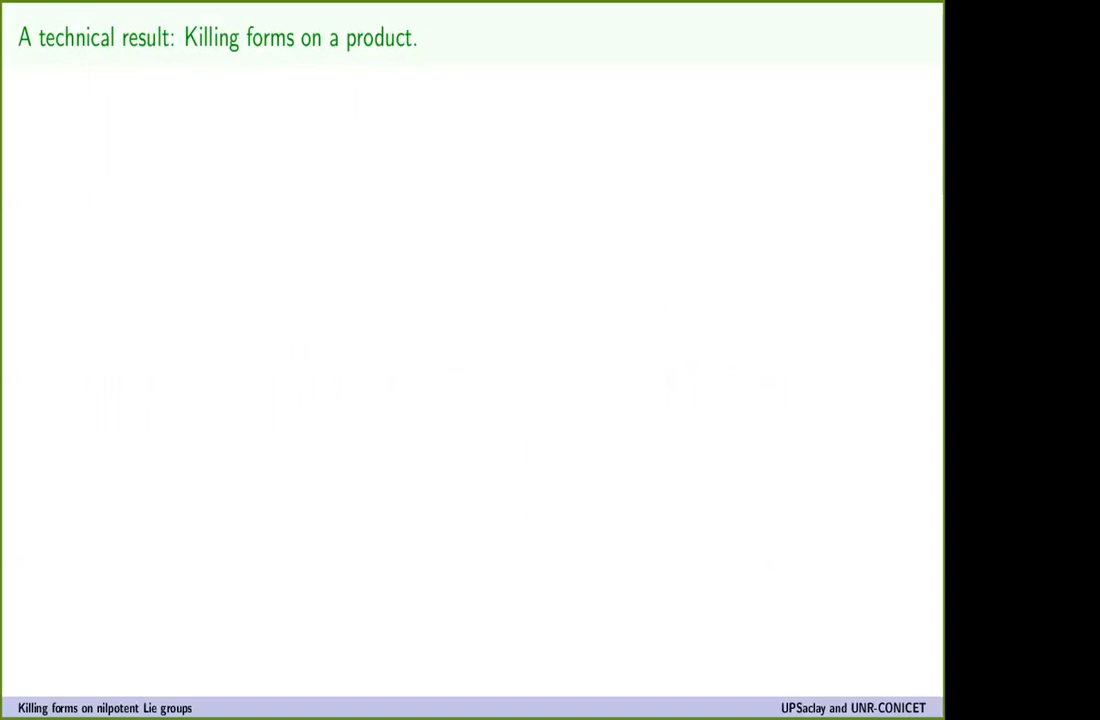 A technical result: Killing forms on a product.
Killing forms on nilpotent Lie groups
UPSaclay and UNR-CONICET